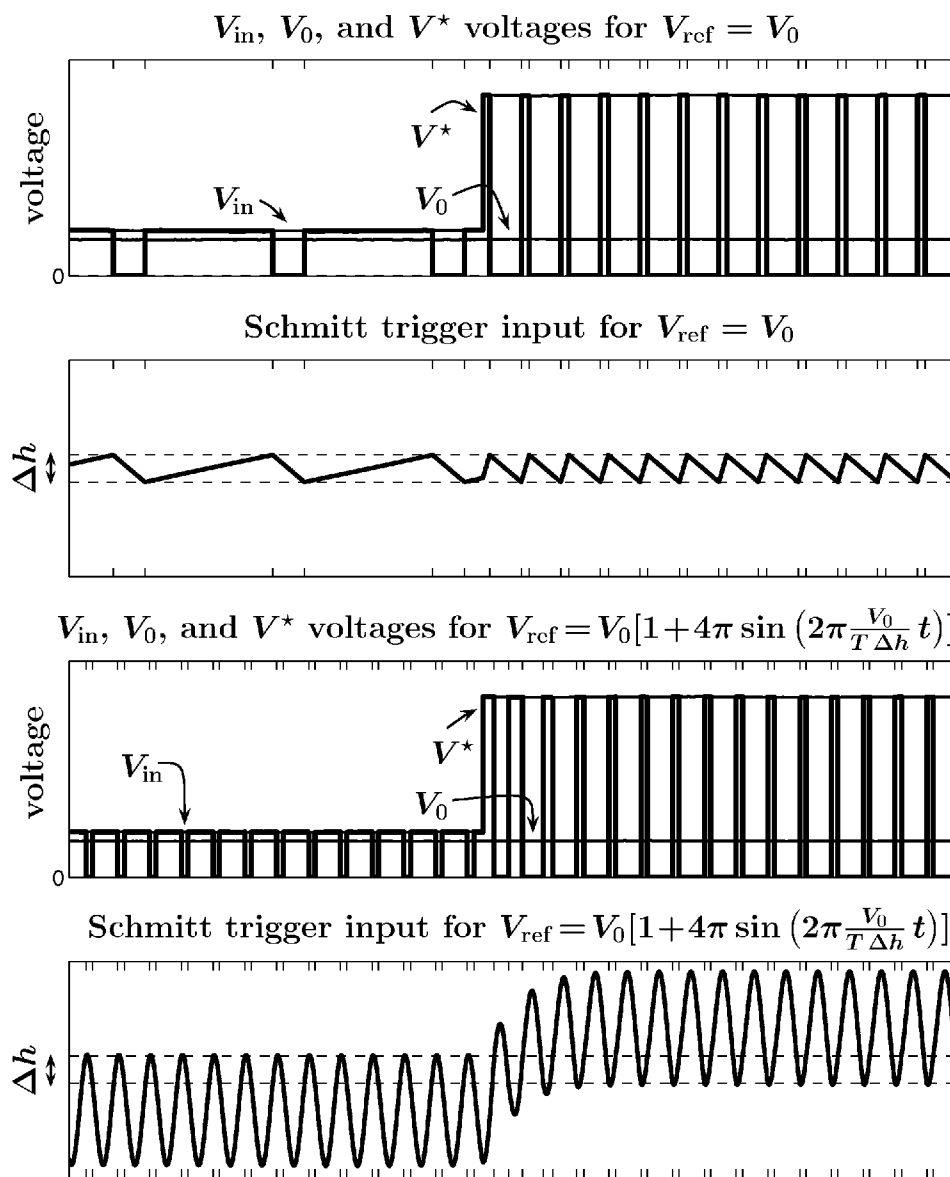 V_in, V_0, and V* voltages for V_ref = V_0
voltage
V*
V_in
V_0
0
Schmitt trigger input for V_ref = V_0
Δh
V_in, V_0, and V* voltages for V_ref = V_0[1+4π sin (2π V_0/(T Δh) t)]
voltage
V*
V_in
V_0
0
Schmitt trigger input for V_ref = V_0[1+4π sin (2π V_0/(T Δh) t)]
Δh